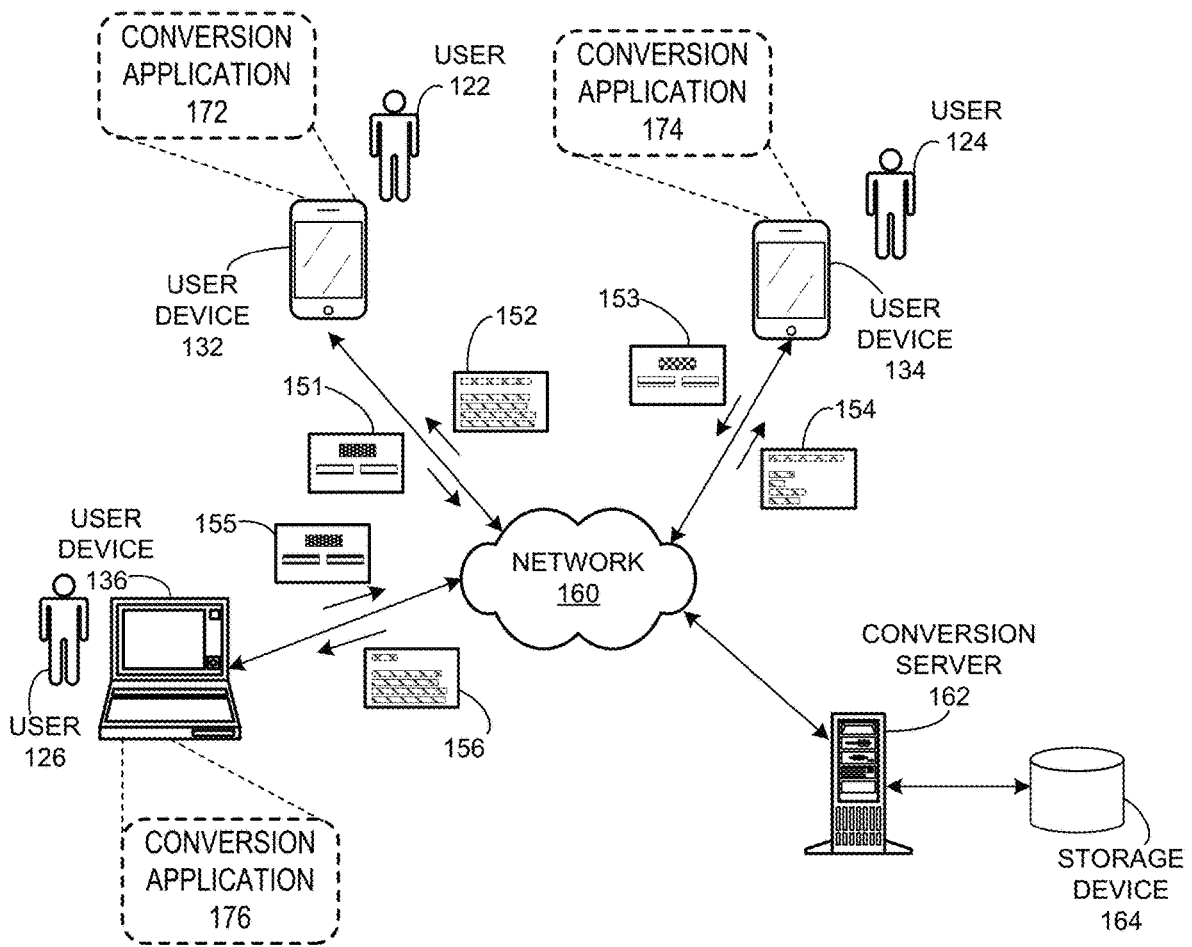 CONVERSION
APPLICATION
172
USER
122
CONVERSION
APPLICATION
174
USER
124
USER
DEVICE
132
152
153
USER
DEVICE
134
151
154
155
USER
DEVICE
136
NETWORK
160
CONVERSION
SERVER
162
USER
126
156
CONVERSION
APPLICATION
176
STORAGE
DEVICE
164